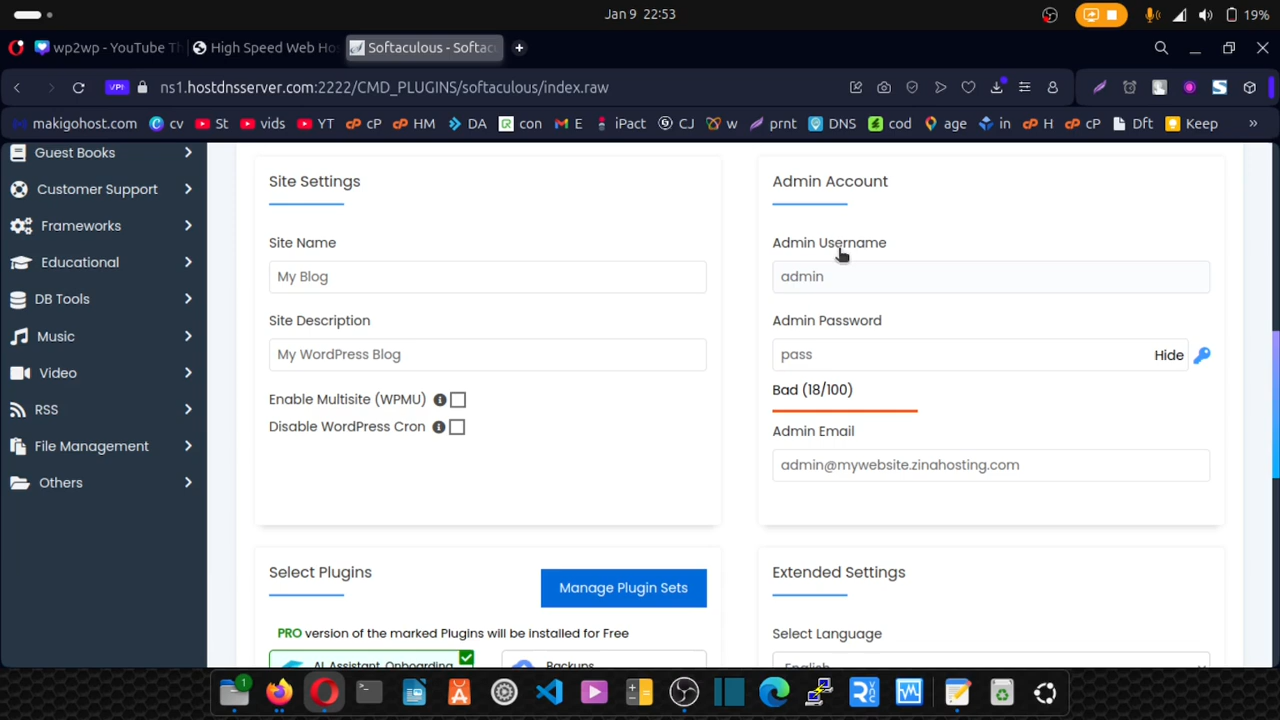 Jan 9 22:53
19%
wp2wp - YouTube T
High Speed Web Ho
Softaculous - Softac
VP!
ns1.hostdnsserver.com:2222/CMD_PLUGINS/softaculous/index.raw
makigohost.com
cv
St
vids
YT
cP
HM
DA
con
E
iPact
CJ
w
prnt
DNS
cod
age
in
H
cP
Dft
Keep
»
Guest Books
Customer Support
Frameworks
Educational
DB Tools
Music
Video
RSS
File Management
Others
Site Settings
Site Name
My Blog
Site Description
My WordPress Blog
Enable Multisite (WPMU)
Disable WordPress Cron
Admin Account
Admin Username
admin
Admin Password
pass
Hide
Bad (18/100)
Admin Email
admin@mywebsite.zinahosting.com
Select Plugins
Manage Plugin Sets
PRO version of the marked Plugins will be installed for Free
AI Assistant, Onboarding
Backups
Extended Settings
Select Language
English
1